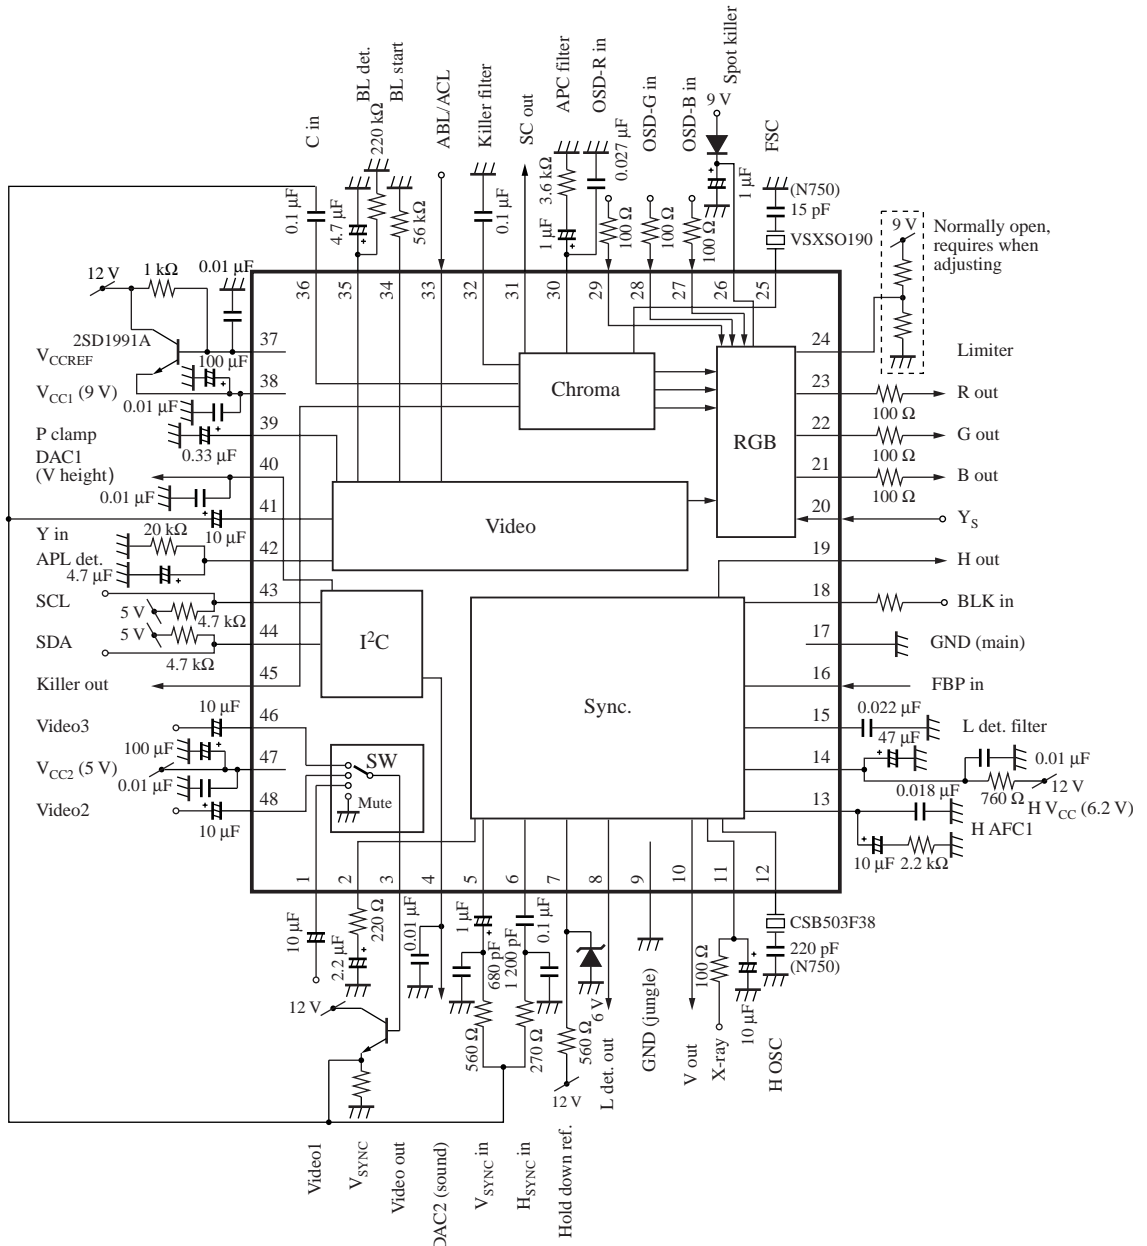 C in
BL det.
BL start
ABL/ACL
Killer filter
SC out
APC filter
OSD-R in
OSD-G in
OSD-B in
Spot killer
FSC
220 kΩ
0.1 µF
4.7 µF
56 kΩ
0.1 µF
3.6 kΩ
1 µF
0.027 µF
100 Ω
100 Ω
100 Ω
9 V
1 µF
(N750)
15 pF
VSXSO190
9 V
Normally open,
requires when
adjusting
36
35
34
33
32
31
30
29
28
27
26
25
12 V
1 kΩ
0.01 µF
2SD1991A
VCCREF
37
100 µF
VCC1 (9 V)
38
0.01 µF
P clamp
39
0.33 µF
DAC1
(V height)
40
0.01 µF
41
10 µF
Y in
20 kΩ
42
APL det.
4.7 µF
SCL
43
5 V
4.7 kΩ
5 V
SDA
44
4.7 kΩ
Killer out
45
10 µF
Video3
46
100 µF
VCC2 (5 V)
47
0.01 µF
Video2
48
10 µF
Chroma
RGB
Video
I²C
Sync.
SW
Mute
24
Limiter
23
R out
100 Ω
22
G out
100 Ω
21
B out
100 Ω
20
YS
19
H out
18
BLK in
17
GND (main)
16
FBP in
15
0.022 µF
L det. filter
47 µF
14
0.01 µF
12 V
0.018 µF
760 Ω
13
H VCC (6.2 V)
H AFC1
10 µF
2.2 kΩ
1
2
3
4
5
6
7
8
9
10
11
12
10 µF
220 Ω
2.2 µF
0.01 µF
1 µF
680 pF
1 200 pF
0.1 µF
6 V
100 Ω
10 µF
CSB503F38
220 pF
(N750)
12 V
560 Ω
270 Ω
560 Ω
12 V
Video1
VSYNC
Video out
DAC2 (sound)
VSYNC in
HSYNC in
Hold down ref.
L det. out
GND (jungle)
V out
X-ray
H OSC